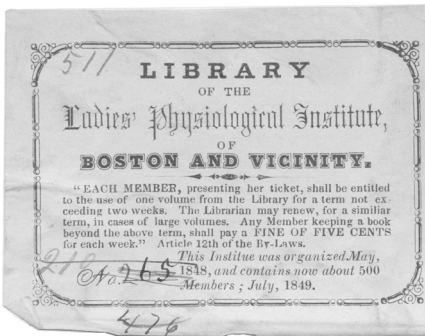 511
LIBRARY
OF THE
Ladies' Physiological Institute,
OF
BOSTON AND VICINITY.
"EACH MEMBER, presenting her ticket, shall be entitled
to the use of one volume from the Library for a term not ex-
ceeding two weeks. The Librarian may renew, for a similiar
term, in cases of large volumes. Any Member keeping a book
beyond the above term, shall pay a FINE OF FIVE CENTS
for each week." Article 12th of the By-Laws.
This Institue was organized May,
218 No. 265 1848, and contains now about 500
Members; July, 1849.
476